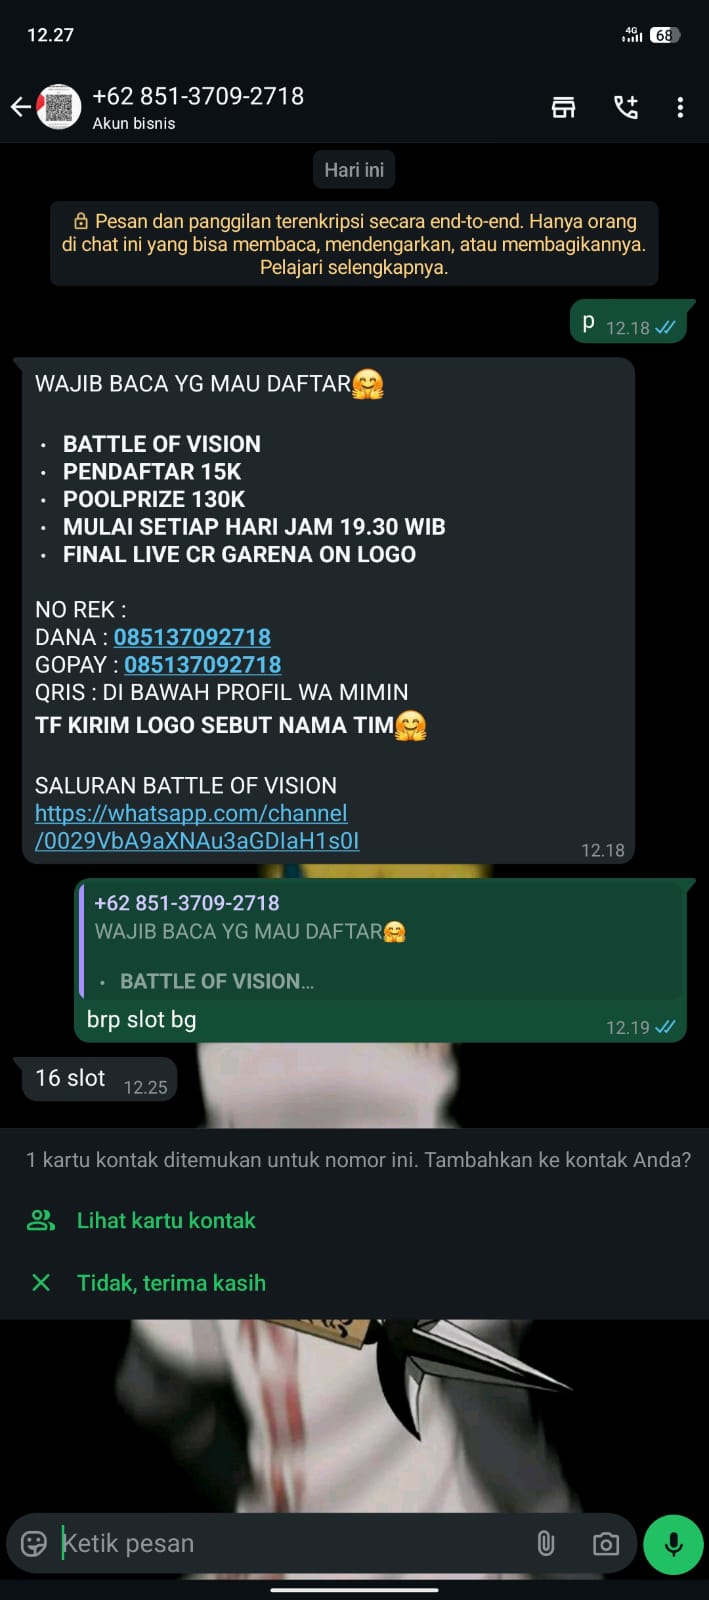 12.27
4G
68
+62 851-3709-2718
Akun bisnis
Hari ini
Pesan dan panggilan terenkripsi secara end-to-end. Hanya orang
di chat ini yang bisa membaca, mendengarkan, atau membagikannya.
Pelajari selengkapnya.
p 12.18
WAJIB BACA YG MAU DAFTAR🤗
• BATTLE OF VISION
• PENDAFTAR 15K
• POOLPRIZE 130K
• MULAI SETIAP HARI JAM 19.30 WIB
• FINAL LIVE CR GARENA ON LOGO
NO REK :
DANA : 085137092718
GOPAY : 085137092718
QRIS : DI BAWAH PROFIL WA MIMIN
TF KIRIM LOGO SEBUT NAMA TIM🤗
SALURAN BATTLE OF VISION
https://whatsapp.com/channel
/0029VbA9aXNAu3aGDIaH1s0I
12.18
+62 851-3709-2718
WAJIB BACA YG MAU DAFTAR🤗
• BATTLE OF VISION...
brp slot bg
12.19
16 slot 12.25
1 kartu kontak ditemukan untuk nomor ini. Tambahkan ke kontak Anda?
Lihat kartu kontak
Tidak, terima kasih
Ketik pesan